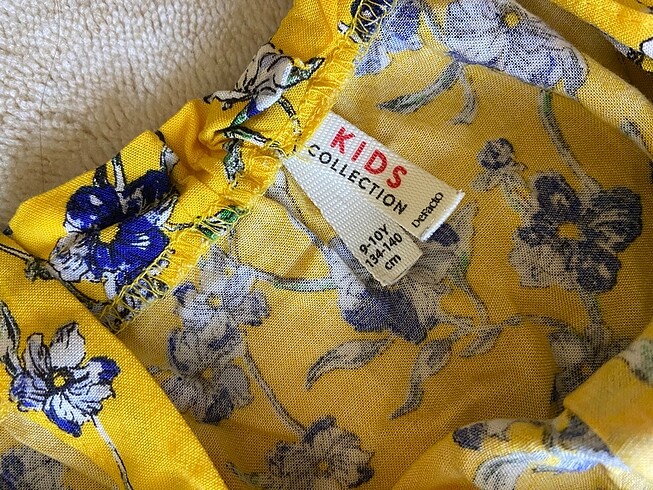 KIDS
COLLECTION
DeFacto
9-10Y
134-140
cm